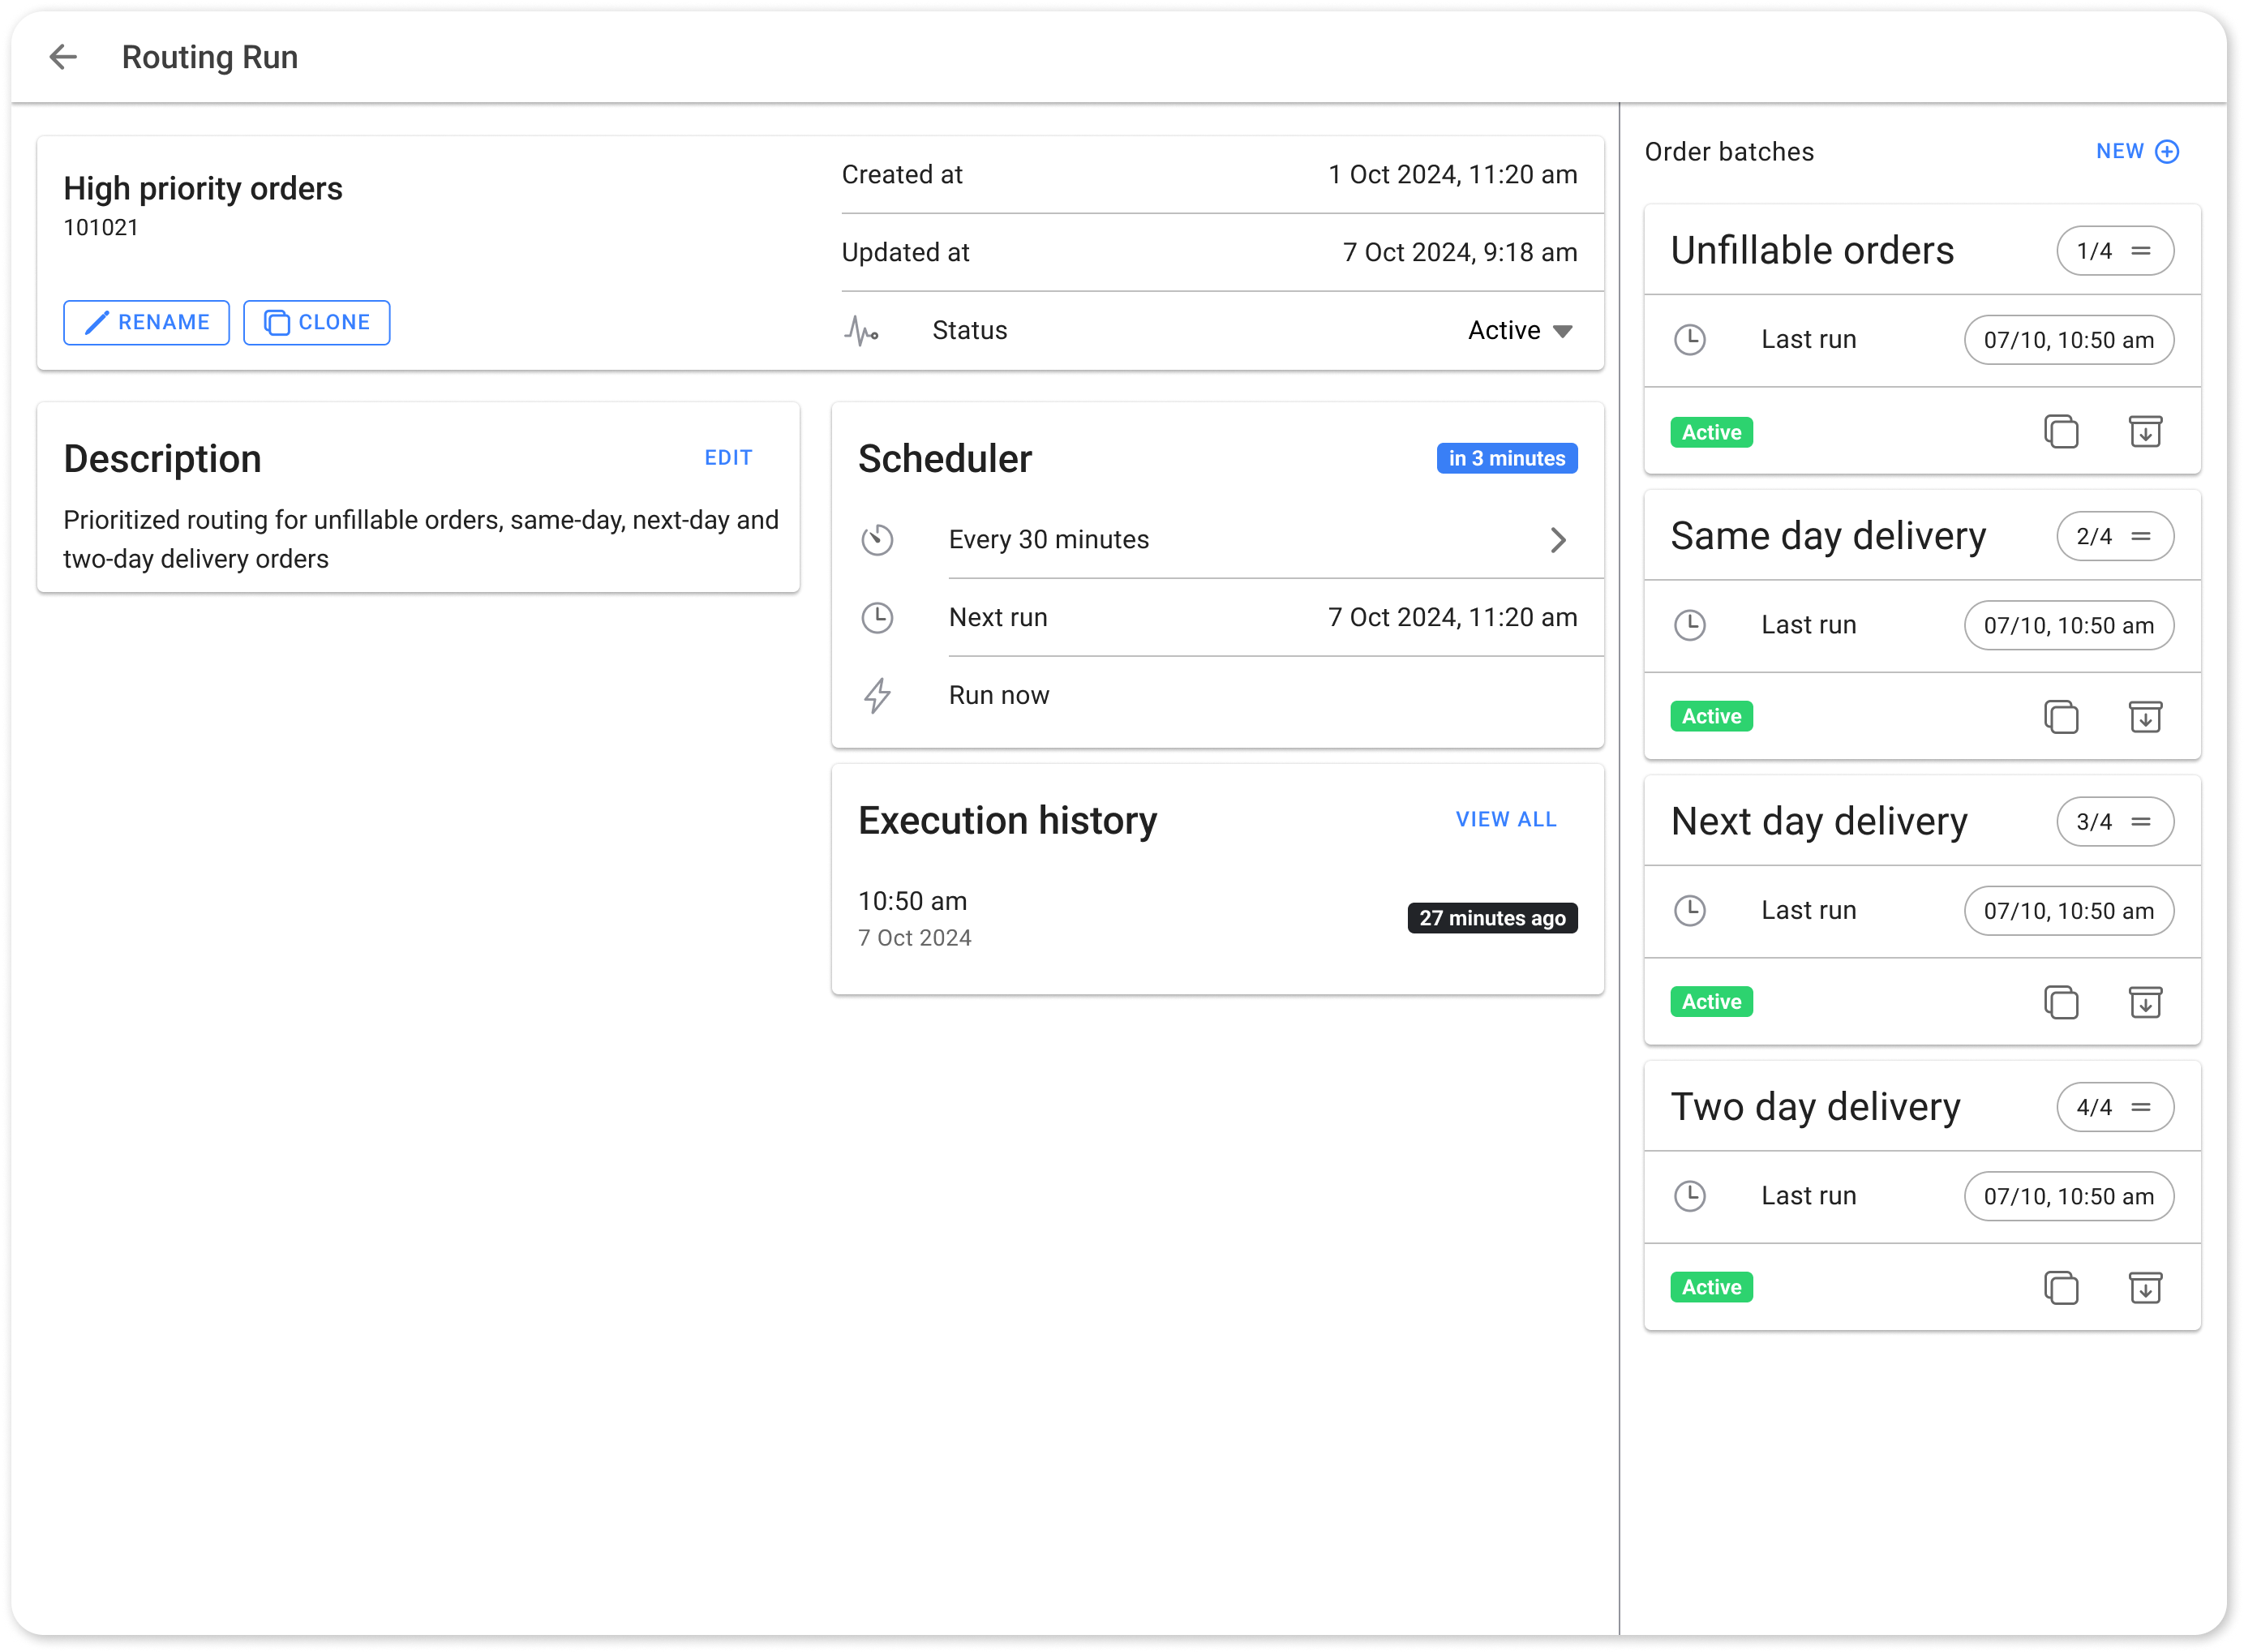 Routing Run
High priority orders
101021
RENAME
CLONE
Created at
1 Oct 2024, 11:20 am
Updated at
7 Oct 2024, 9:18 am
Status
Active
Description
EDIT
Prioritized routing for unfillable orders, same-day, next-day and
two-day delivery orders
Scheduler
in 3 minutes
Every 30 minutes
Next run
7 Oct 2024, 11:20 am
Run now
Execution history
VIEW ALL
10:50 am
7 Oct 2024
27 minutes ago
Order batches
NEW
Unfillable orders
1/4
Last run
07/10, 10:50 am
Active
Same day delivery
2/4
Last run
07/10, 10:50 am
Active
Next day delivery
3/4
Last run
07/10, 10:50 am
Active
Two day delivery
4/4
Last run
07/10, 10:50 am
Active